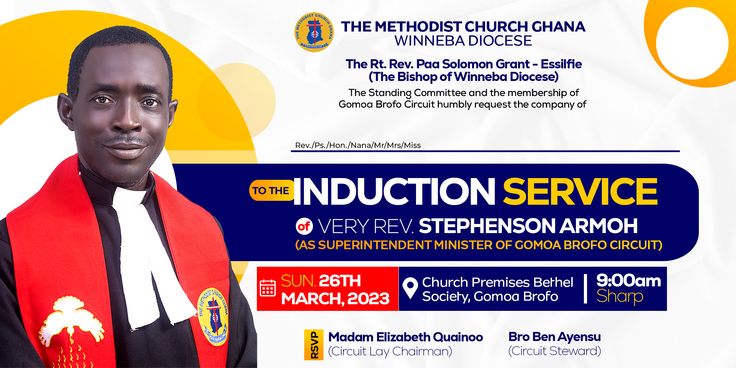 THE METHODIST CHURCH GHANA
WINNEBA DIOCESE
The Rt. Rev. Paa Solomon Grant - Essilfie
(The Bishop of Winneba Diocese)
The Standing Committee and the membership of
Gomoa Brofo Circuit humbly request the company of
Rev./Ps./Hon./Nana/Mr/Mrs/Miss
TO THE INDUCTION SERVICE
of VERY REV. STEPHENSON ARMOH
(AS SUPERINTENDENT MINISTER OF GOMOA BROFO CIRCUIT)
SUN. 26TH
MARCH, 2023
Church Premises Bethel
Society, Gomoa Brofo
9:00am
Sharp
RSVP
Madam Elizabeth Quainoo
(Circuit Lay Chairman)
Bro Ben Ayensu
(Circuit Steward)